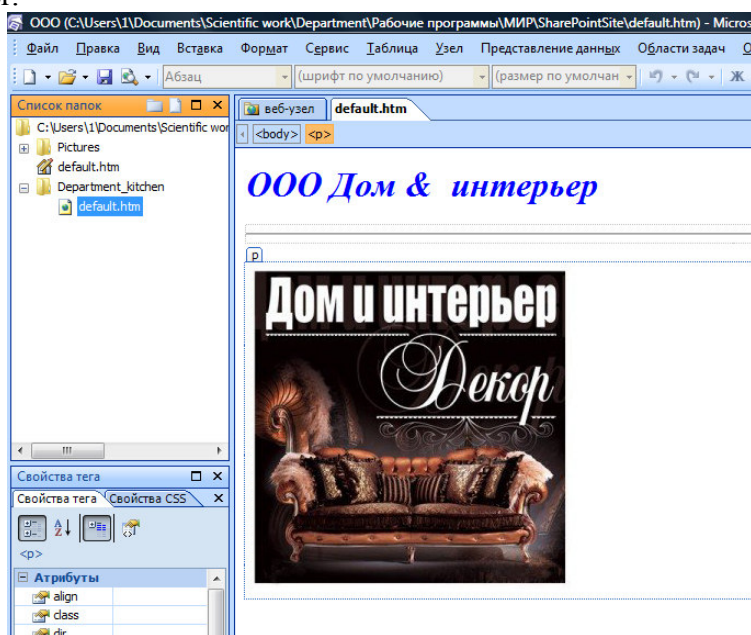 ООО (C:\Users\1\Documents\Scientific work\Department\Рабочие программы\МИР\SharePointSite\default.htm) - Micros
Файл Правка Вид Вставка Формат Сервис Таблица Узел Представление данных Области задач
Абзац (шрифт по умолчанию) (размер по умолчан Ж
Список папок
C:\Users\1\Documents\Scientific wor
Pictures
default.htm
Department_kitchen
default.htm
веб-узел default.htm
<body> <p>
ООО Дом & интерьер
p
Дом и интерьер
Декор
Свойства тега
Свойства тега Свойства CSS
<p>
Атрибуты
align
class
dir